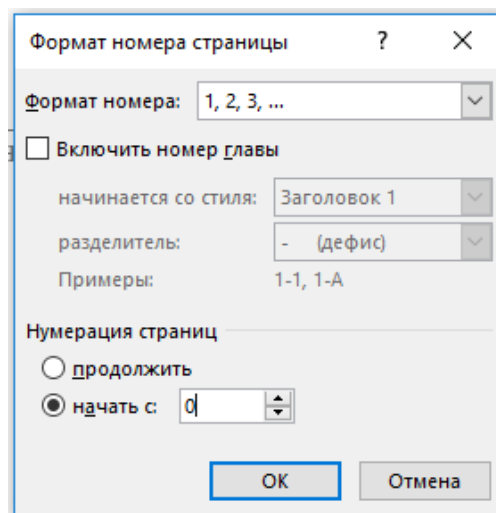 Формат номера страницы ?
Формат номера: 1, 2, 3, ...
Включить номер главы
начинается со стиля: Заголовок 1
разделитель: - (дефис)
Примеры: 1-1, 1-A
Нумерация страниц
продолжить
начать с: 0
ОК Отмена